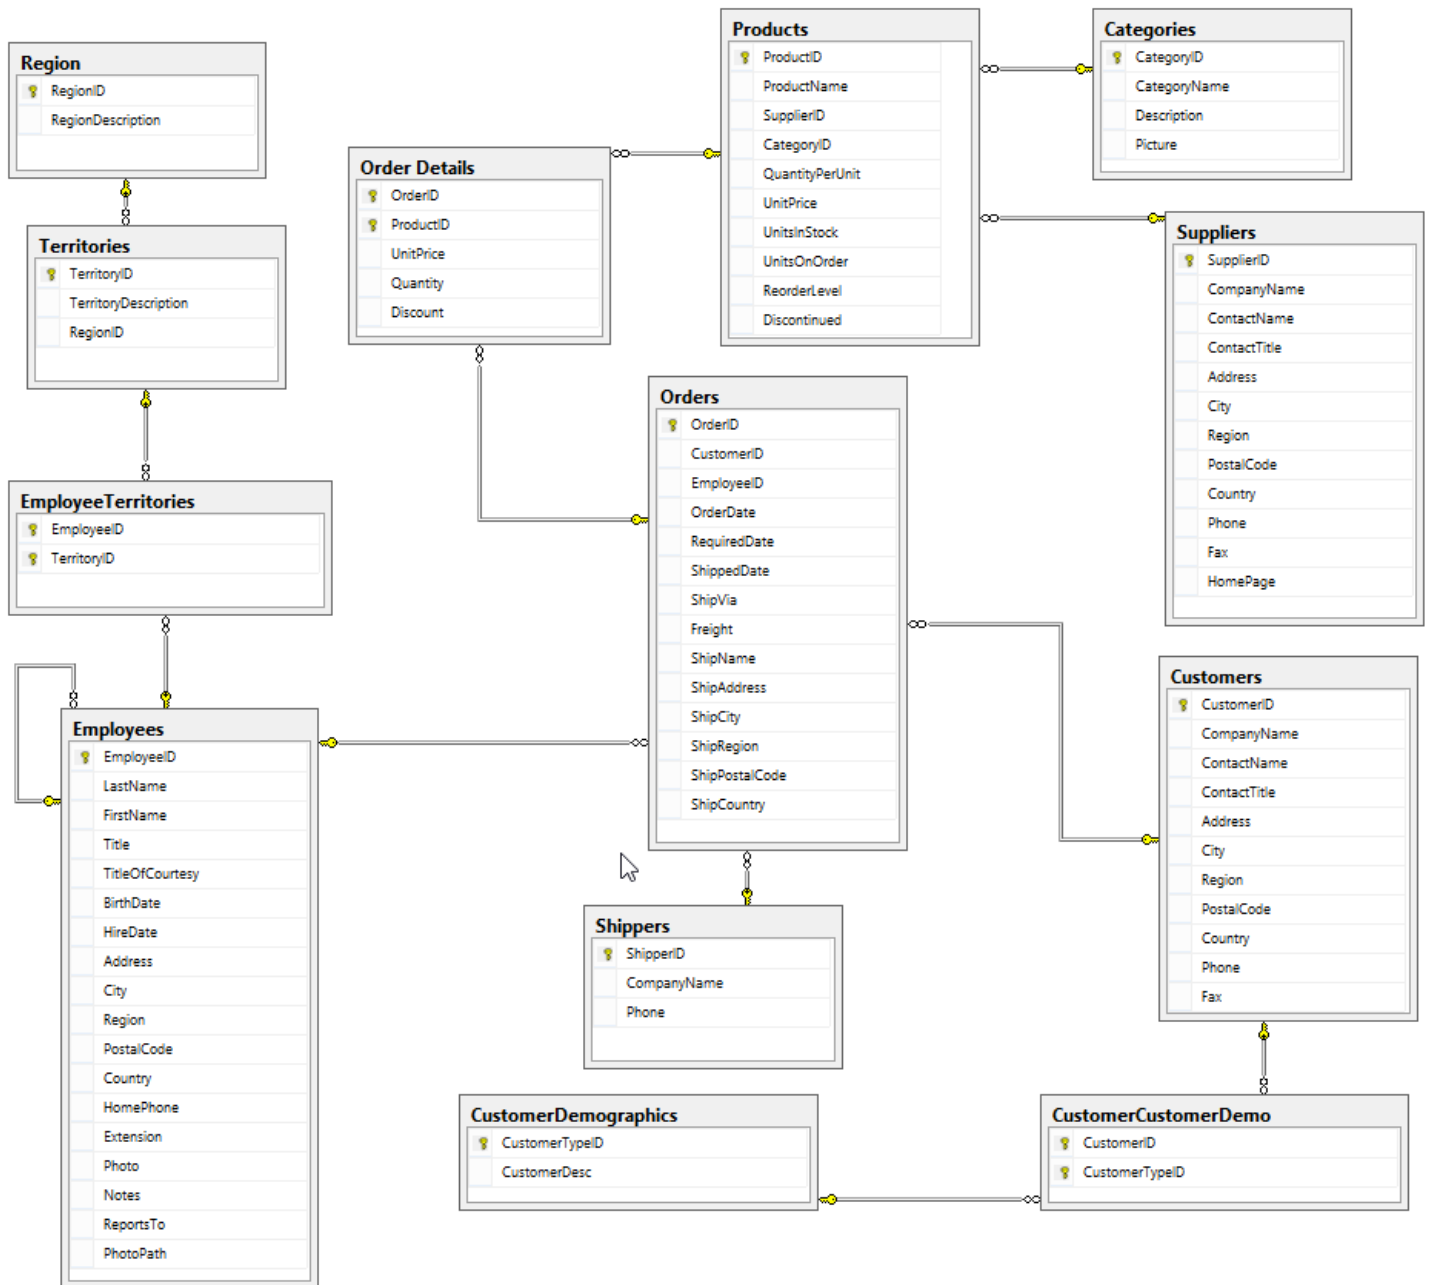 Region
RegionID
RegionDescription
Territories
TerritoryID
TerritoryDescription
RegionID
EmployeeTerritories
EmployeeID
TerritoryID
Employees
EmployeeID
LastName
FirstName
Title
TitleOfCourtesy
BirthDate
HireDate
Address
City
Region
PostalCode
Country
HomePhone
Extension
Photo
Notes
ReportsTo
PhotoPath
Order Details
OrderID
ProductID
UnitPrice
Quantity
Discount
Products
ProductID
ProductName
SupplierID
CategoryID
QuantityPerUnit
UnitPrice
UnitsInStock
UnitsOnOrder
ReorderLevel
Discontinued
Categories
CategoryID
CategoryName
Description
Picture
Suppliers
SupplierID
CompanyName
ContactName
ContactTitle
Address
City
Region
PostalCode
Country
Phone
Fax
HomePage
Orders
OrderID
CustomerID
EmployeeID
OrderDate
RequiredDate
ShippedDate
ShipVia
Freight
ShipName
ShipAddress
ShipCity
ShipRegion
ShipPostalCode
ShipCountry
Shippers
ShipperID
CompanyName
Phone
Customers
CustomerID
CompanyName
ContactName
ContactTitle
Address
City
Region
PostalCode
Country
Phone
Fax
CustomerDemographics
CustomerTypeID
CustomerDesc
CustomerCustomerDemo
CustomerID
CustomerTypeID